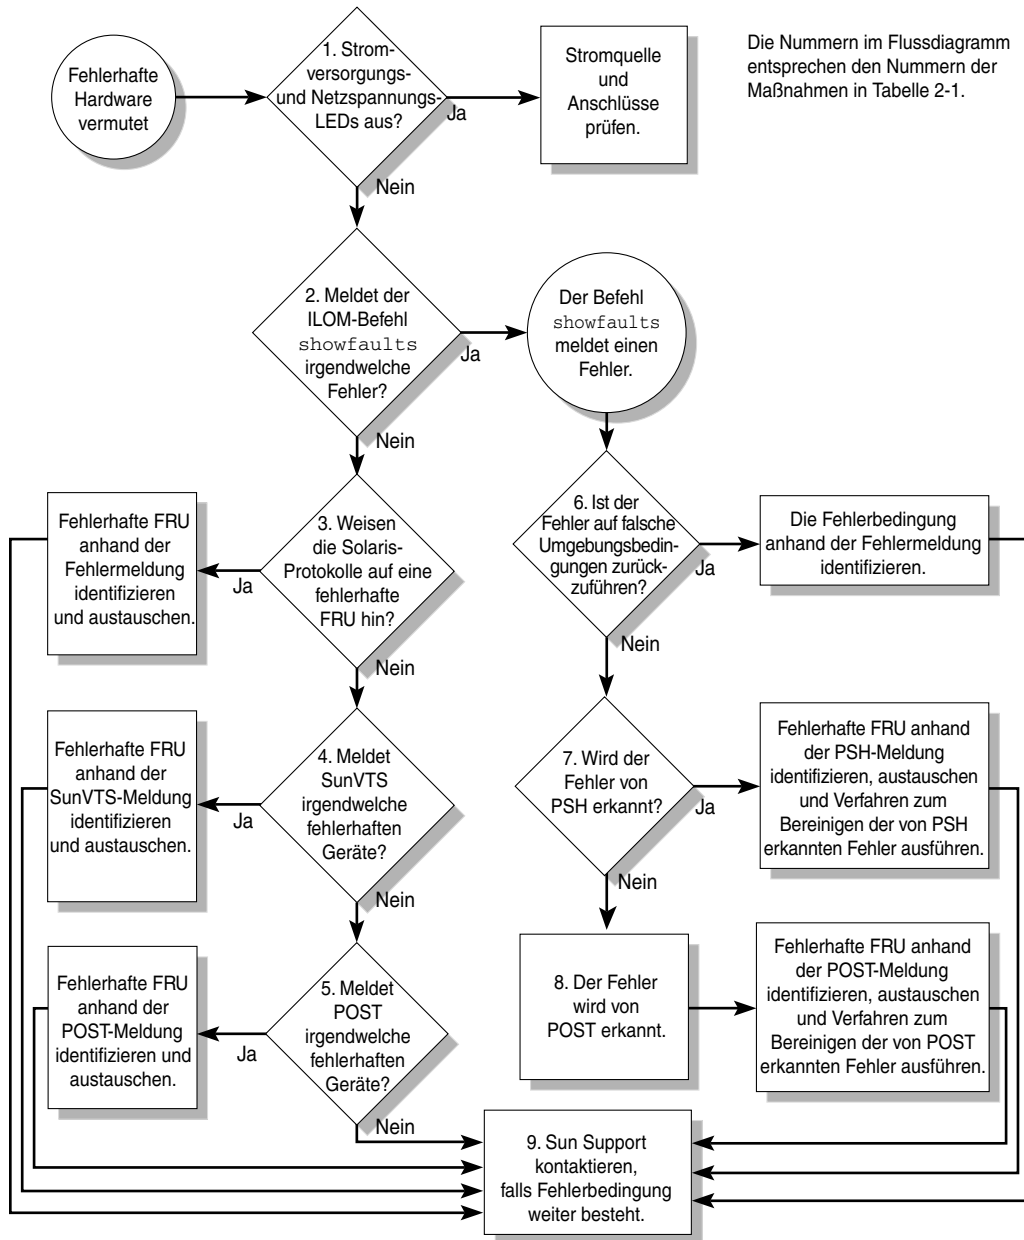 Fehlerhafte
Hardware
vermutet
1. Strom-
versorgungs-
und Netzspannungs-
LEDs aus?
Ja
Nein
Stromquelle
und
Anschlüsse
prüfen.
Die Nummern im Flussdiagramm
entsprechen den Nummern der
Maßnahmen in Tabelle 2-1.
2. Meldet der
ILOM-Befehl
showfaults
irgendwelche
Fehler?
Ja
Nein
Der Befehl
showfaults
meldet einen
Fehler.
3. Weisen
die Solaris-
Protokolle auf eine
fehlerhafte
FRU hin?
Ja
Nein
Fehlerhafte FRU
anhand der
Fehlermeldung
identifizieren
und austauschen.
6. Ist der
Fehler auf falsche
Umgebungsbedin-
gungen zurück-
zuführen?
Ja
Nein
Die Fehlerbedingung
anhand der Fehlermeldung
identifizieren.
4. Meldet
SunVTS
irgendwelche
fehlerhaften
Geräte?
Ja
Nein
Fehlerhafte FRU
anhand der
SunVTS-Meldung
identifizieren
und austauschen.
7. Wird der
Fehler von
PSH erkannt?
Ja
Nein
Fehlerhafte FRU anhand
der PSH-Meldung
identifizieren, austauschen
und Verfahren zum
Bereinigen der von PSH
erkannten Fehler ausführen.
5. Meldet
POST
irgendwelche
fehlerhaften
Geräte?
Ja
Nein
Fehlerhafte FRU
anhand der
POST-Meldung
identifizieren und
austauschen.
8. Der Fehler
wird von
POST erkannt.
Fehlerhafte FRU anhand
der POST-Meldung
identifizieren, austauschen
und Verfahren zum
Bereinigen der von POST
erkannten Fehler ausführen.
9. Sun Support
kontaktieren,
falls Fehlerbedingung
weiter besteht.